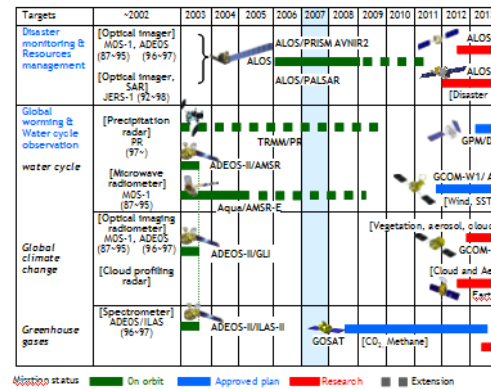 Targets ~2002 2003 2004 2005 2006 2007 2008 2009 2010 2011 2012 2013
Disaster
monitoring &
Resources
management
[Optical imager]
MOS-1, ADEOS
(87~95) (96~97)
[Optical imager,
SAR]
JERS-1 (92~98)
ALOS/PRISM AVNIR2
ALOS
ALOS/PALSAR
ALOS
ALOS
[Disaster
Global
worming &
Water cycle
observation
water cycle
[Precipitation
radar]
PR
(97~)
[Microwave
radiometer]
MOS-1
(87~95)
TRMM/PR
ADEOS-II/AMSR
Aqua/AMSR-E
GPM/D
GCOM-W1/ A
[Wind, SST
Global
climate
change
[Optical imaging
radiometer]
MOS-1, ADEOS
(87~95) (96~97)
[Cloud profiling
radar]
ADEOS-II/GLI
[Vegetation, aerosol, cloud
GCOM-
[Cloud and Ae
Eart
Greenhouse
gases
[Spectrometer]
ADEOS/ILAS
(96~97)
ADEOS-II/ILAS-II
GOSAT
[CO2, Methane]
Mission status On orbit Approved plan Research Extension